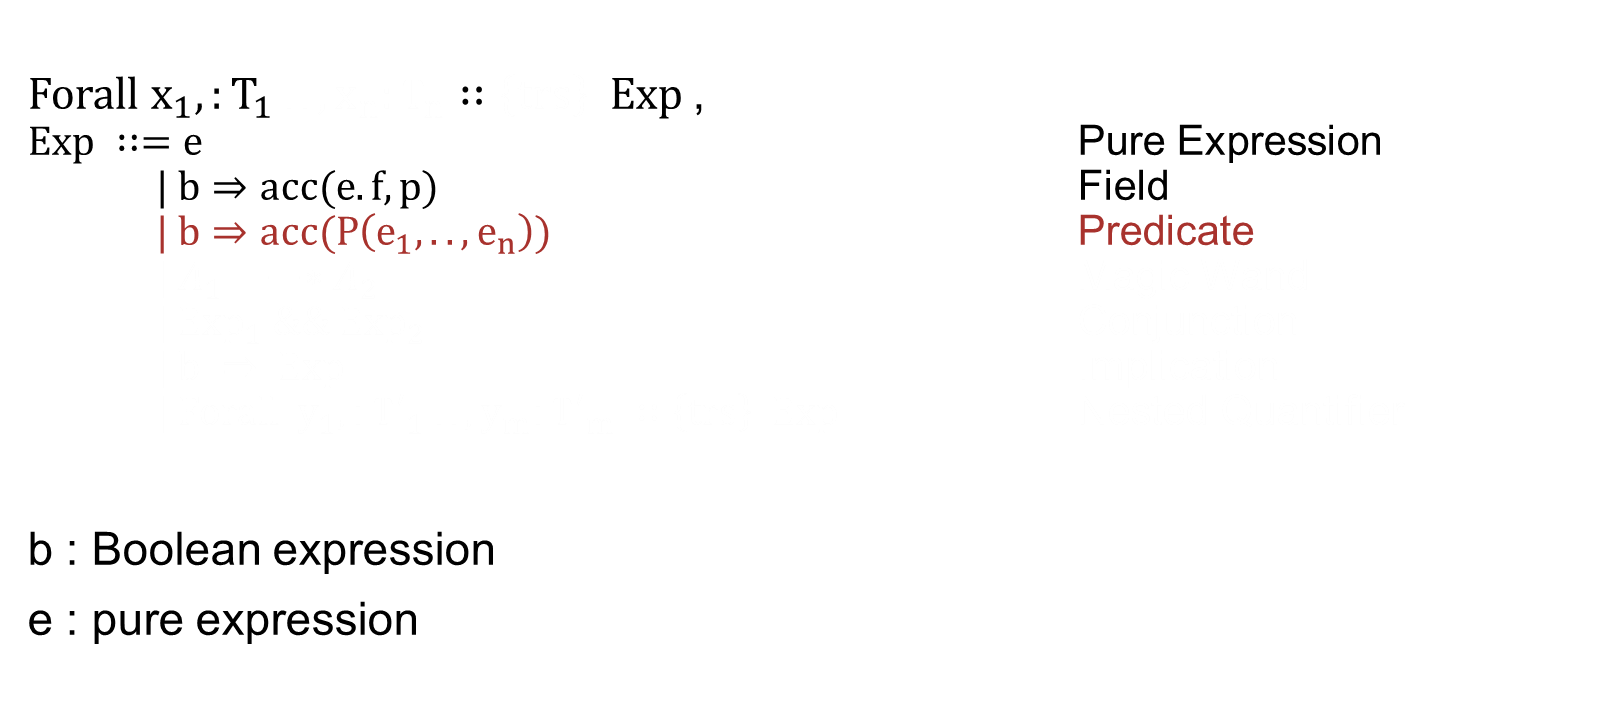 Forall x₁,: T₁ :: Exp ,
Exp ::= e Pure Expression
| b ⇒ acc(e. f, p) Field
| b ⇒ acc(P(e₁, . . , eₙ)) Predicate
b : Boolean expression
e : pure expression